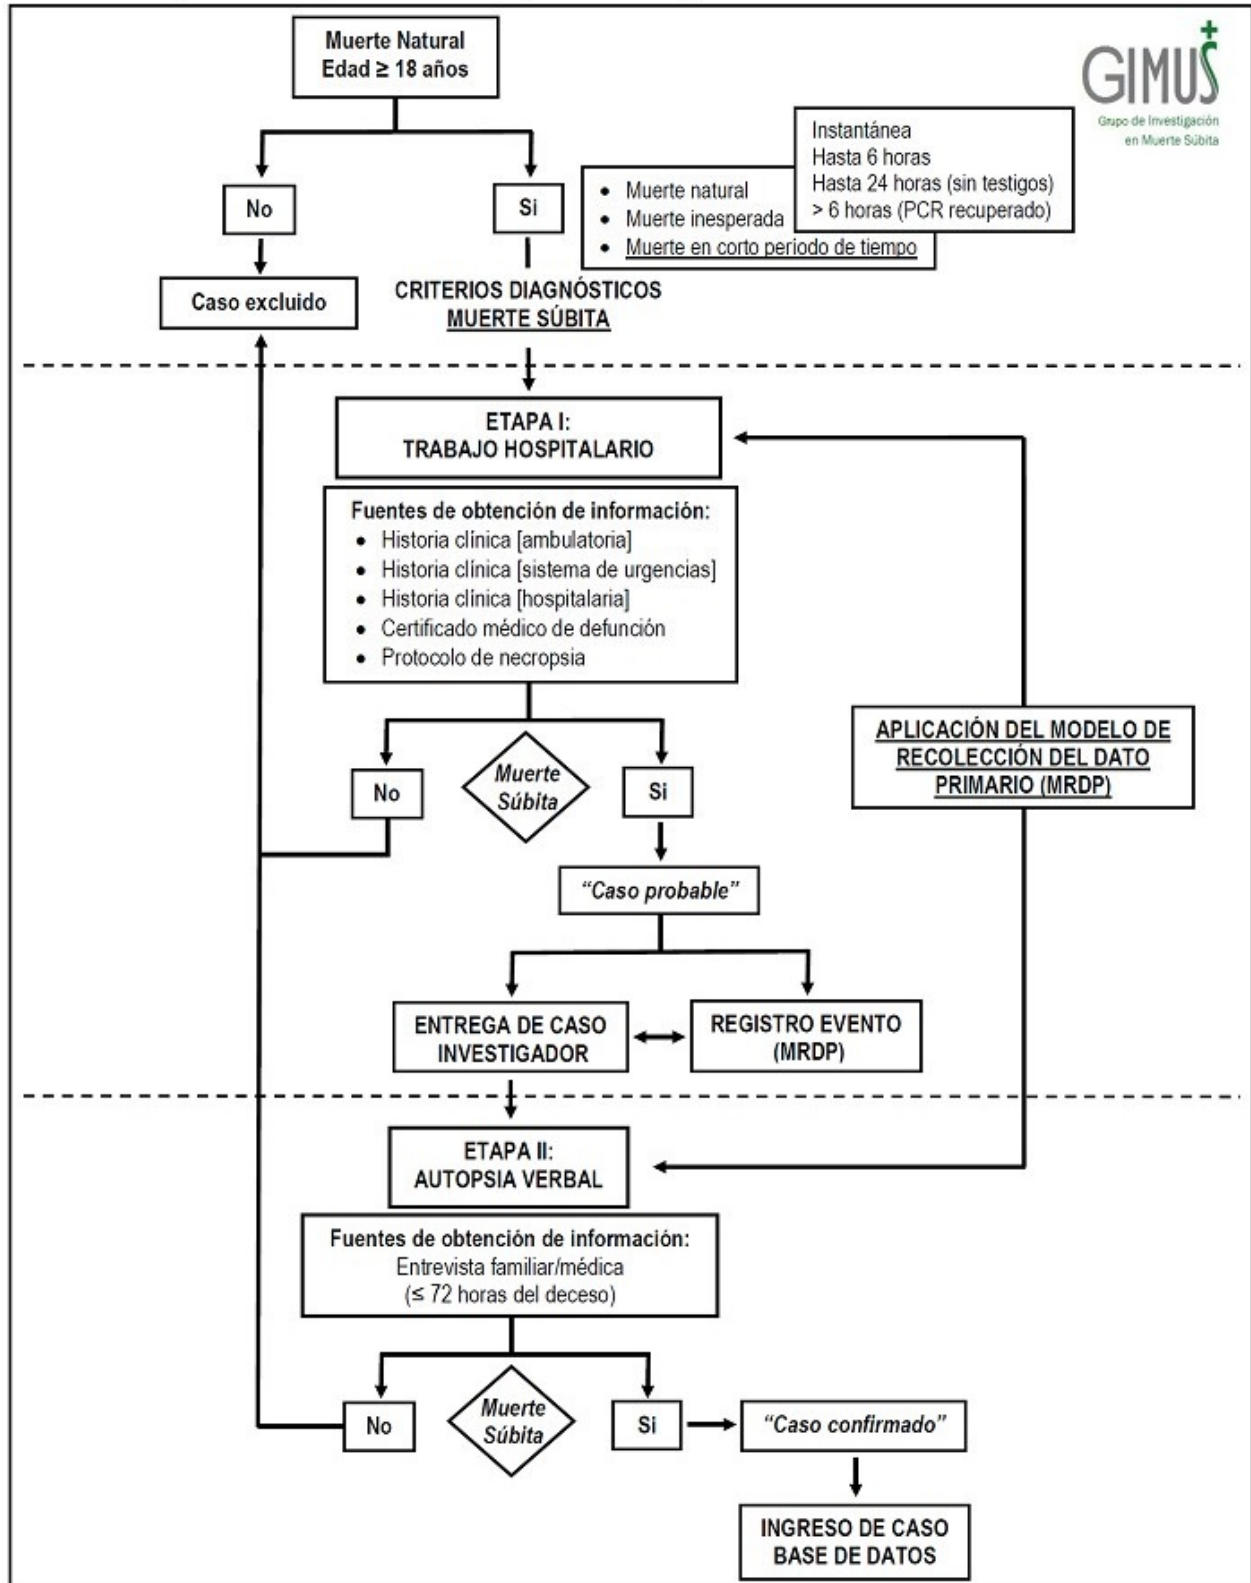 Muerte Natural
Edad ≥ 18 años
GIMUS
Grupo de Investigación
en Muerte Súbita
No
Si
• Muerte natural
• Muerte inesperada
• Muerte en corto periodo de tiempo
Instantánea
Hasta 6 horas
Hasta 24 horas (sin testigos)
> 6 horas (PCR recuperado)
Caso excluido
CRITERIOS DIAGNÓSTICOS
MUERTE SÚBITA
ETAPA I:
TRABAJO HOSPITALARIO
Fuentes de obtención de información:
• Historia clínica [ambulatoria]
• Historia clínica [sistema de urgencias]
• Historia clínica [hospitalaria]
• Certificado médico de defunción
• Protocolo de necropsia
APLICACIÓN DEL MODELO DE
RECOLECCIÓN DEL DATO
PRIMARIO (MRDP)
No
Muerte
Súbita
Si
“Caso probable”
ENTREGA DE CASO
INVESTIGADOR
REGISTRO EVENTO
(MRDP)
ETAPA II:
AUTOPSIA VERBAL
Fuentes de obtención de información:
Entrevista familiar/médica
(≤ 72 horas del deceso)
No
Muerte
Súbita
Si
“Caso confirmado”
INGRESO DE CASO
BASE DE DATOS